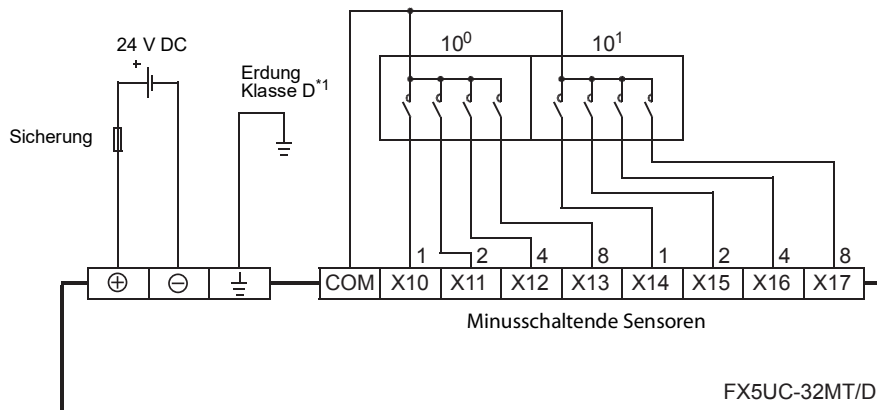 24 V DC
+
Erdung
Klasse D*1
Sicherung
10⁰ 10¹
1 2 4 8 1 2 4 8
+ − COM X10 X11 X12 X13 X14 X15 X16 X17
Minusschaltende Sensoren
FX5UC-32MT/D